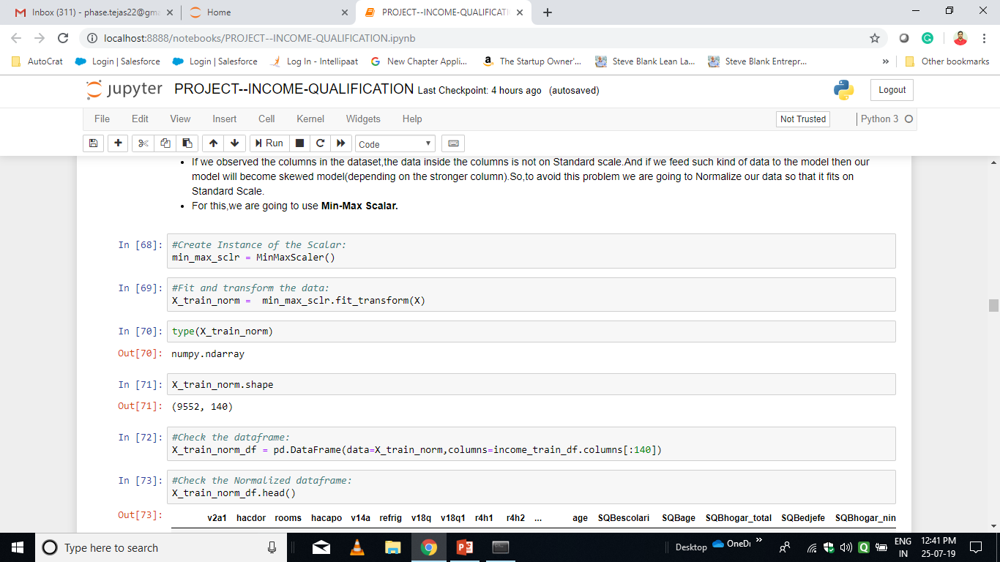 Inbox (311) - phase.tejas22@gma
Home
PROJECT--INCOME-QUALIFICATI
localhost:8888/notebooks/PROJECT--INCOME-QUALIFICATION.ipynb
AutoCrat Login | Salesforce Login | Salesforce Log In - Intellipaat New Chapter Appli... The Startup Owner'... Steve Blank Lean La... Steve Blank Entrepr... » Other bookmarks
jupyter PROJECT--INCOME-QUALIFICATION Last Checkpoint: 4 hours ago (autosaved) Logout
File Edit View Insert Cell Kernel Widgets Help Not Trusted Python 3
Run Code
• If we observed the columns in the dataset,the data inside the columns is not on Standard scale.And if we feed such kind of data to the model then our
model will become skewed model(depending on the stronger column).So,to avoid this problem we are going to Normalize our data so that it fits on
Standard Scale.
• For this,we are going to use Min-Max Scalar.
In [68]: #Create Instance of the Scalar:
min_max_sclr = MinMaxScaler()
In [69]: #Fit and transform the data:
X_train_norm =  min_max_sclr.fit_transform(X)
In [70]: type(X_train_norm)
Out[70]: numpy.ndarray
In [71]: X_train_norm.shape
Out[71]: (9552, 140)
In [72]: #Check the dataframe:
X_train_norm_df = pd.DataFrame(data=X_train_norm,columns=income_train_df.columns[:140])
In [73]: #Check the Normalized dataframe:
X_train_norm_df.head()
Out[73]: v2a1 hacdor rooms hacapo v14a refrig v18q v18q1 r4h1 r4h2 ... age SQBescolari SQBage SQBhogar_total SQBedjefe SQBhogar_nin
Type here to search Desktop OneDr » ENG 12:41 PM
IN 25-07-19